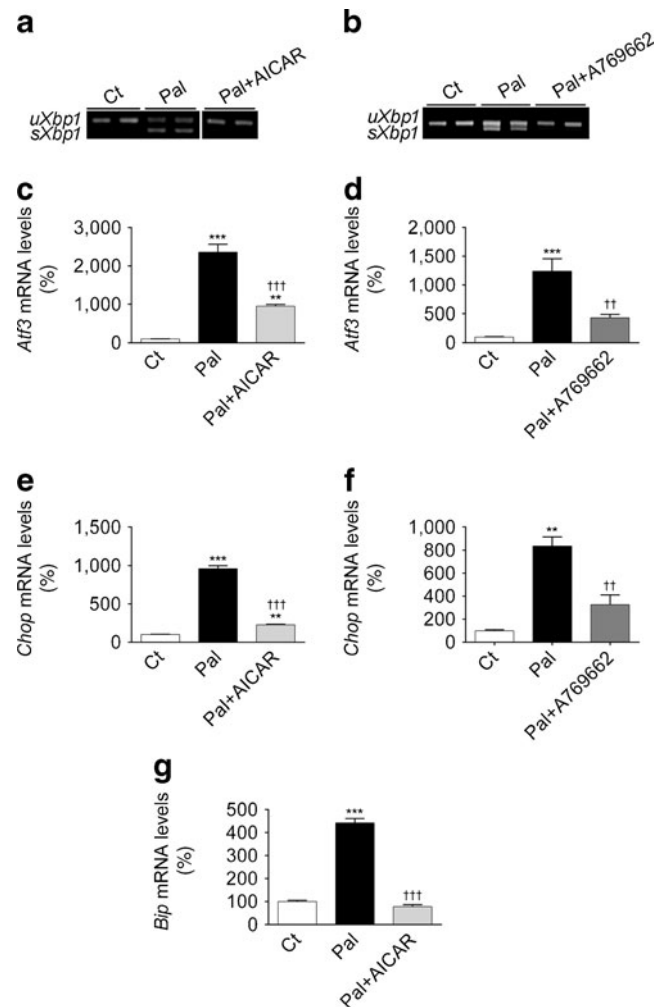 a
Ct
Pal
Pal+AICAR
uXbp1
sXbp1
b
Ct
Pal
Pal+A769662
uXbp1
sXbp1
c
Atf3 mRNA levels
(%)
3,000
2,000
1,000
0
***
†††
**
Ct
Pal
Pal+AICAR
d
Atf3 mRNA levels
(%)
2,000
1,500
1,000
500
0
***
††
Ct
Pal
Pal+A769662
e
Chop mRNA levels
(%)
1,500
1,000
500
0
***
†††
**
Ct
Pal
Pal+AICAR
f
Chop mRNA levels
(%)
1,000
800
600
400
200
0
**
††
Ct
Pal
Pal+A769662
g
Bip mRNA levels
(%)
500
400
300
200
100
0
***
†††
Ct
Pal
Pal+AICAR